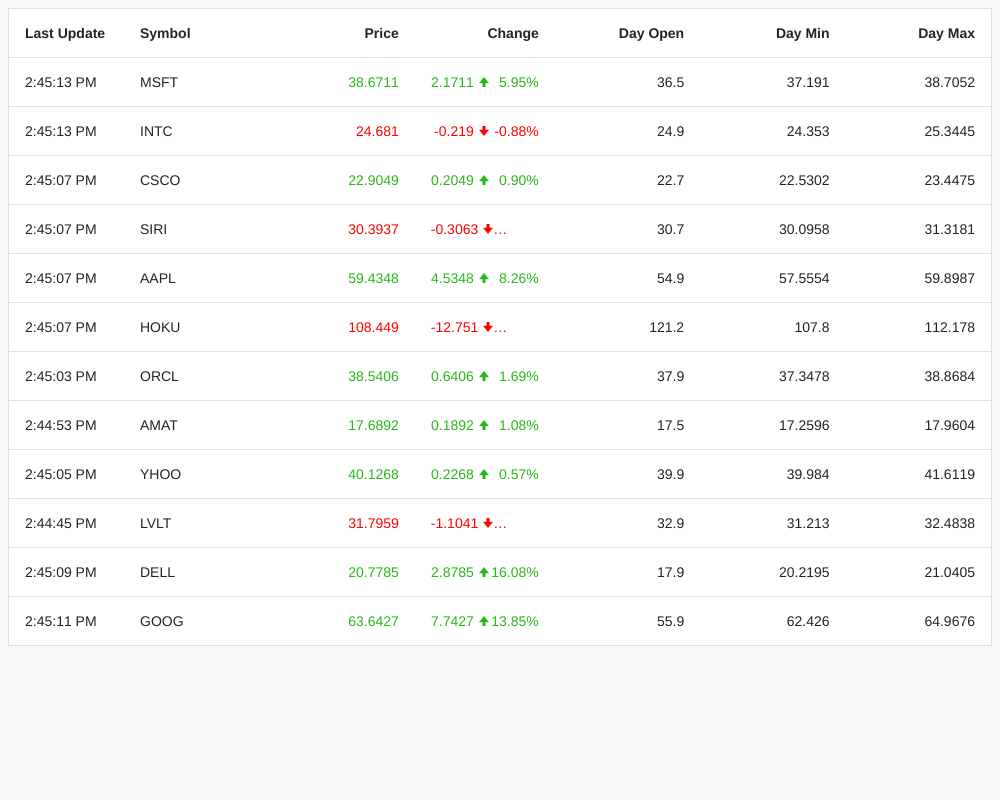 Last Update Symbol Price Change Day Open Day Min Day Max
2:45:13 PM MSFT 38.6711 2.1711 5.95% 36.5 37.191 38.7052
2:45:13 PM INTC 24.681 -0.219 -0.88% 24.9 24.353 25.3445
2:45:07 PM CSCO 22.9049 0.2049 0.90% 22.7 22.5302 23.4475
2:45:07 PM SIRI 30.3937 -0.3063 … 30.7 30.0958 31.3181
2:45:07 PM AAPL 59.4348 4.5348 8.26% 54.9 57.5554 59.8987
2:45:07 PM HOKU 108.449 -12.751 … 121.2 107.8 112.178
2:45:03 PM ORCL 38.5406 0.6406 1.69% 37.9 37.3478 38.8684
2:44:53 PM AMAT 17.6892 0.1892 1.08% 17.5 17.2596 17.9604
2:45:05 PM YHOO 40.1268 0.2268 0.57% 39.9 39.984 41.6119
2:44:45 PM LVLT 31.7959 -1.1041 … 32.9 31.213 32.4838
2:45:09 PM DELL 20.7785 2.8785 16.08% 17.9 20.2195 21.0405
2:45:11 PM GOOG 63.6427 7.7427 13.85% 55.9 62.426 64.9676